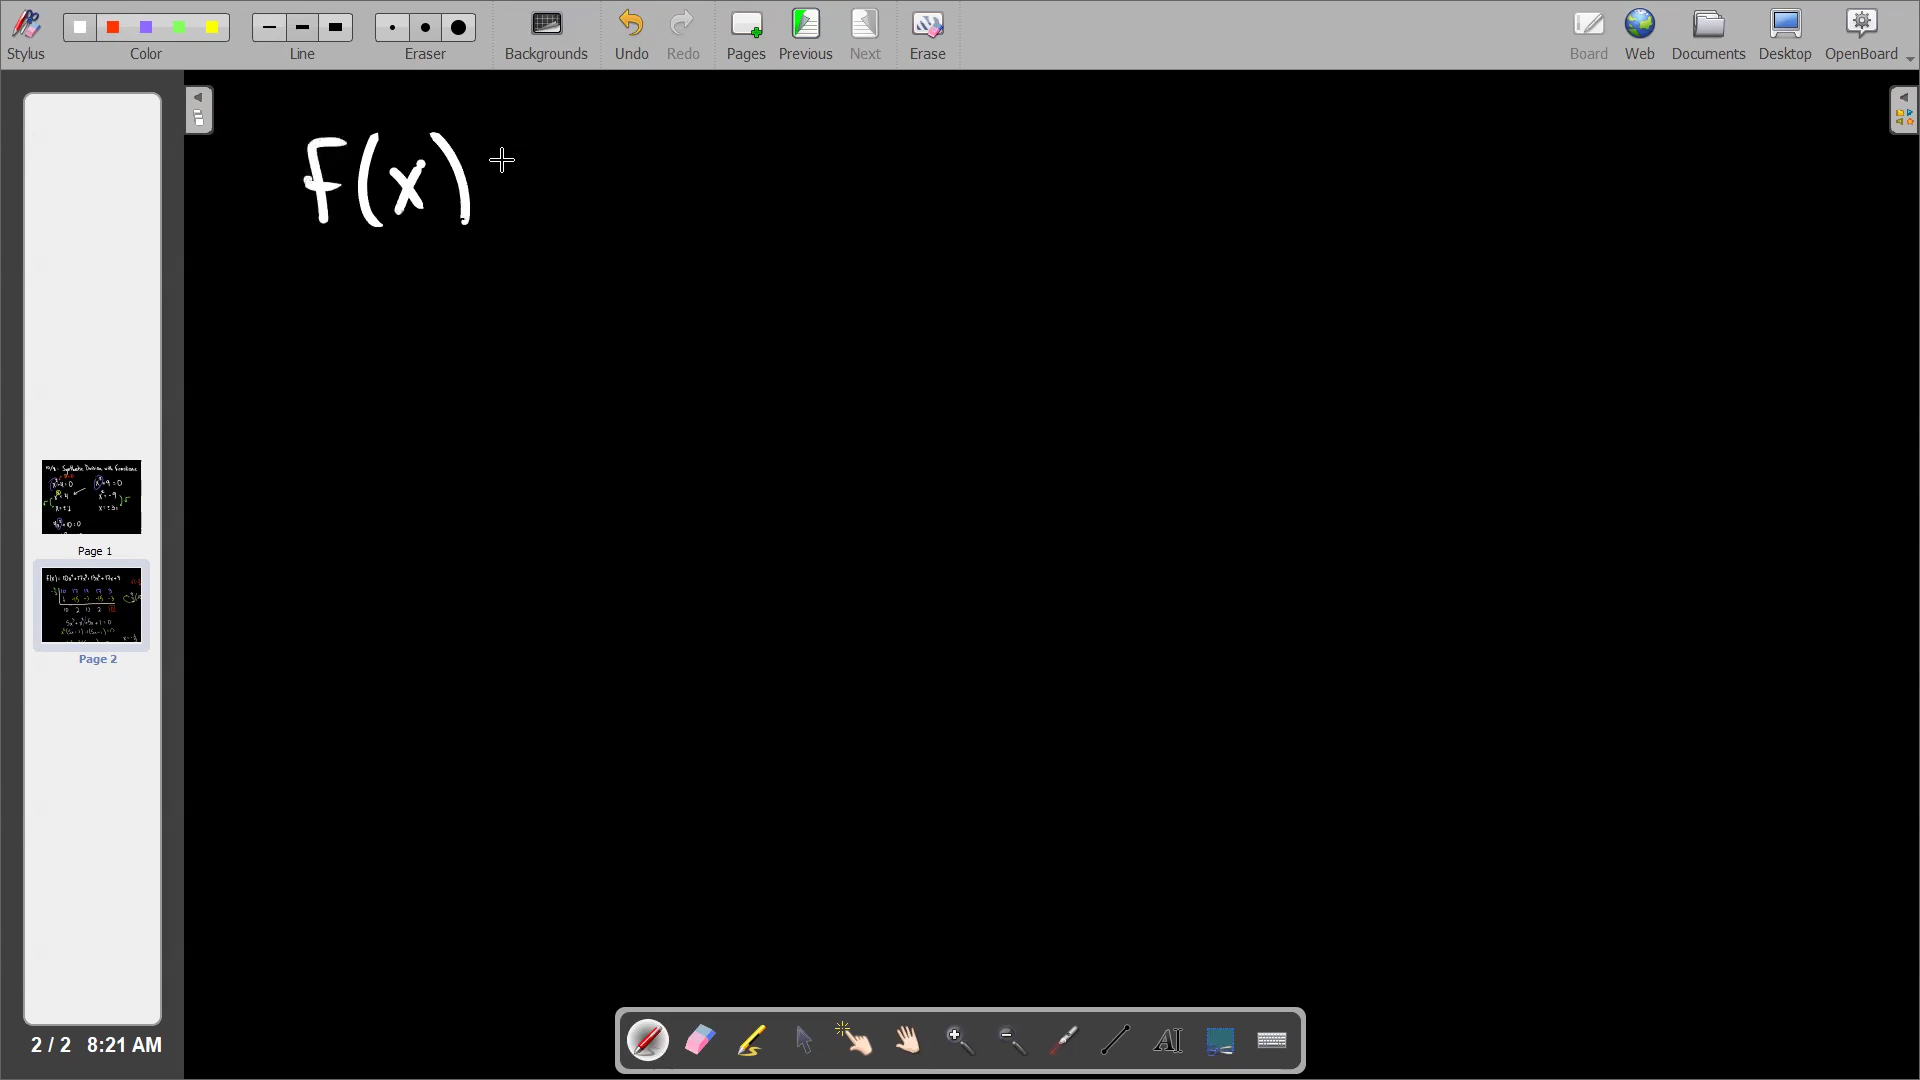 Stylus Color Line Eraser Backgrounds Undo Redo Pages Previous Next Erase Board Web Documents Desktop OpenBoard
F(x)
Page 1
Page 2
2 / 2 8:21 AM